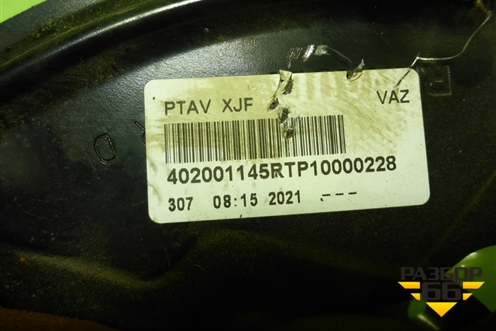 PTAV XJF VAZ
402001145RTP10000228
307 08:15 2021 ---
РАЗБОР
66